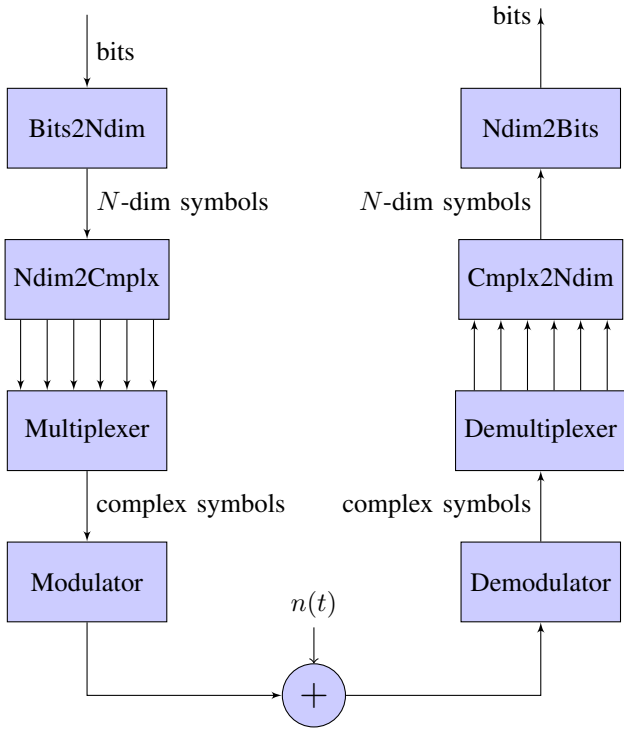 bits
Bits2Ndim
N-dim symbols
Ndim2Cmplx
Multiplexer
complex symbols
Modulator
n(t)
+
bits
Ndim2Bits
N-dim symbols
Cmplx2Ndim
Demultiplexer
complex symbols
Demodulator